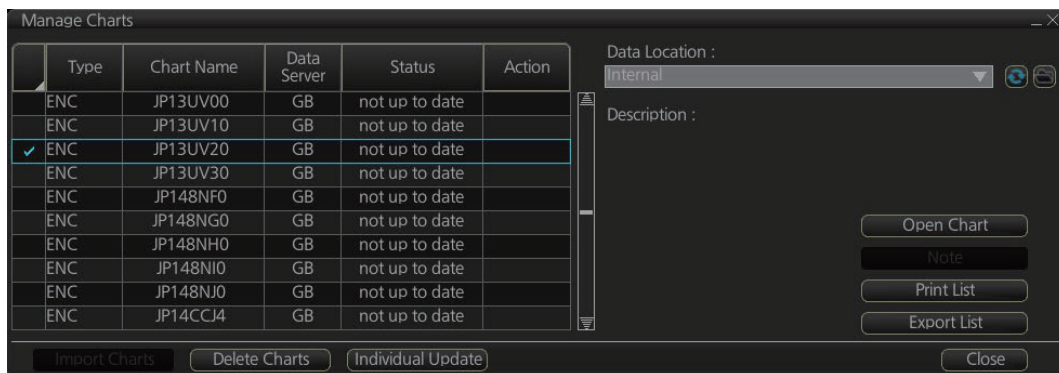 Manage Charts
Type Chart Name Data Server Status Action
ENC JP13UV00 GB not up to date
ENC JP13UV10 GB not up to date
ENC JP13UV20 GB not up to date
ENC JP13UV30 GB not up to date
ENC JP148NF0 GB not up to date
ENC JP148NG0 GB not up to date
ENC JP148NH0 GB not up to date
ENC JP148NI0 GB not up to date
ENC JP148NJ0 GB not up to date
ENC JP14CCJ4 GB not up to date
Data Location :
Internal
Description :
Open Chart
Note
Print List
Export List
Import Charts Delete Charts Individual Update Close